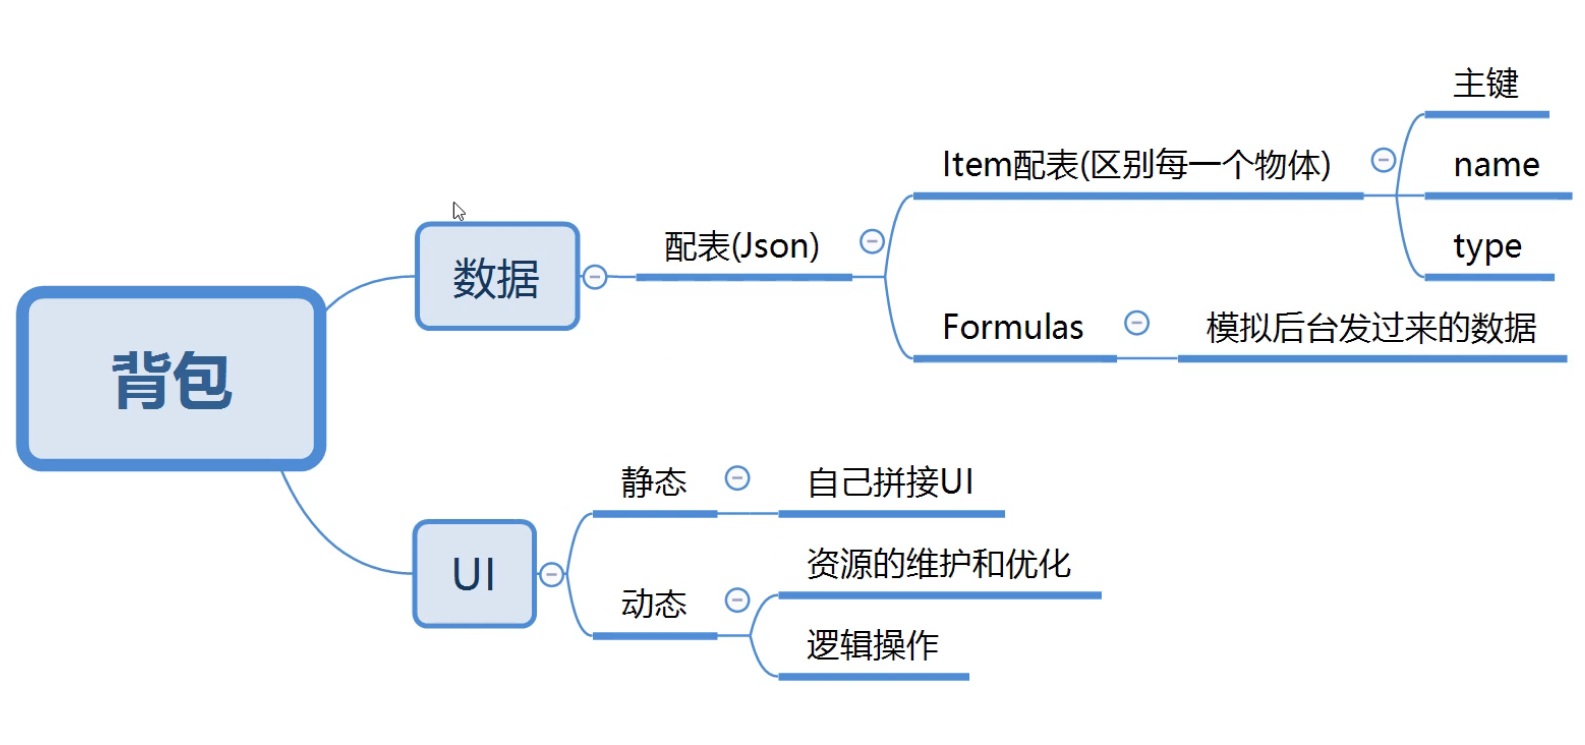 背包
数据
配表(Json)
Item配表(区别每一个物体)
主键
name
type
Formulas
模拟后台发过来的数据
UI
静态
自己拼接UI
动态
资源的维护和优化
逻辑操作